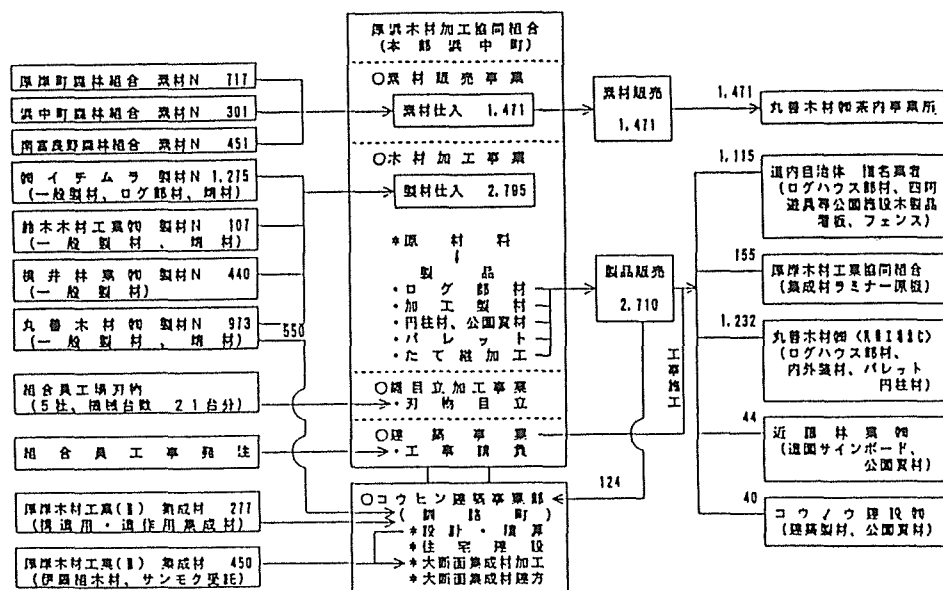 厚浜木材加工協同組合
(本部浜中町)
○素材販売事業
素材仕入 1,471
○木材加工事業
製材仕入 2,795
*原材料
↓
製品
・ログ部材
・加工製材
・円柱材、公園資材
・パレット
・たて継加工
○鋸目立加工事業
・刃物目立
○建築事業
・工事請負
○コウヒン建築事業部
(釧路町)
*設計・積算
*住宅建設
*大断面集成材加工
*大断面集成材建方
厚岸町森林組合 素材N 717
浜中町森林組合 素材N 301
南富良野森林組合 素材N 451
㈱イチムラ 製材N 1,275
(一般製材、ログ部材、梱材)
鈴木木材工業㈱ 製材N 107
(一般製材、梱材)
横井林業㈱ 製材N 440
(一般製材)
丸善木材㈱ 製材N 973
(一般製材、梱材)
550
組合員工場刃物
(5社、機械台数 21台分)
組合員工事発注
厚岸木材工業(協) 集成材 277
(構造用・造作用集成材)
厚岸木材工業(協) 集成材 450
(伊藤組木材、サンモク受託)
素材販売
1,471
製品販売
2,710
工事施工
124
1,471
丸善木材㈱茶内事業所
1,115
道内自治体 指名業者
(ログハウス部材、四阿
遊具等公園施設木製品
看板、フェンス)
155
厚岸木材工業協同組合
(集成材ラミナー原板)
1,232
丸善木材㈱
(ログハウス部材、
内外装材、パレット
円柱材)
44
近藤林業㈱
(造園サインボード、
公園資材)
40
コウノウ建設㈱
(建築製材、公園資材)